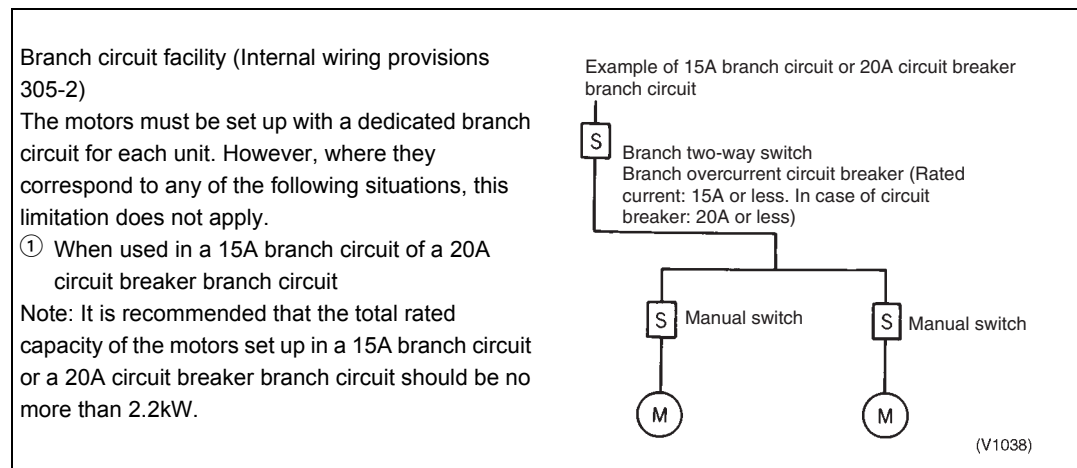 Branch circuit facility (Internal wiring provisions
305-2)
The motors must be set up with a dedicated branch
circuit for each unit. However, where they
correspond to any of the following situations, this
limitation does not apply.
① When used in a 15A branch circuit of a 20A
circuit breaker branch circuit
Note: It is recommended that the total rated
capacity of the motors set up in a 15A branch circuit
or a 20A circuit breaker branch circuit should be no
more than 2.2kW.
Example of 15A branch circuit or 20A circuit breaker
branch circuit
S
Branch two-way switch
Branch overcurrent circuit breaker (Rated
current: 15A or less. In case of circuit
breaker: 20A or less)
S Manual switch
S Manual switch
M
M
(V1038)